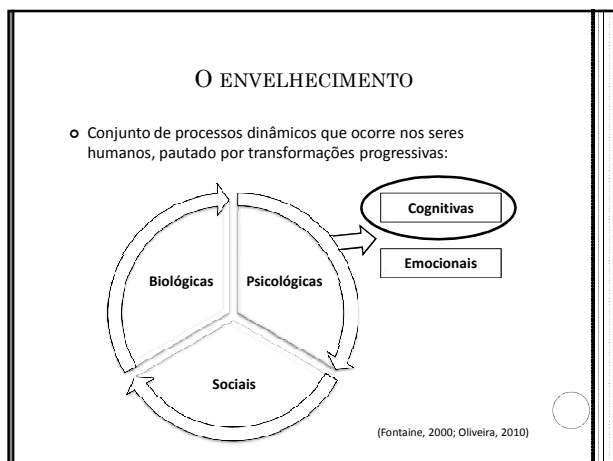 O ENVELHECIMENTO
Conjunto de processos dinâmicos que ocorre nos seres
humanos, pautado por transformações progressivas:
Cognitivas
Emocionais
Biológicas
Psicológicas
Sociais
(Fontaine, 2000; Oliveira, 2010)